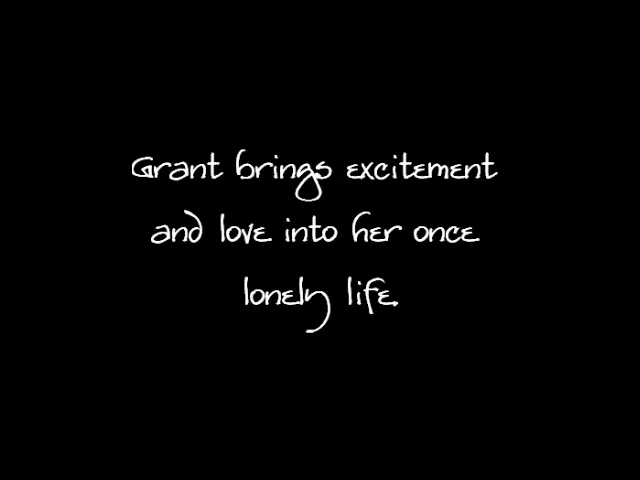 Grant brings excitement
and love into her once
lonely life.